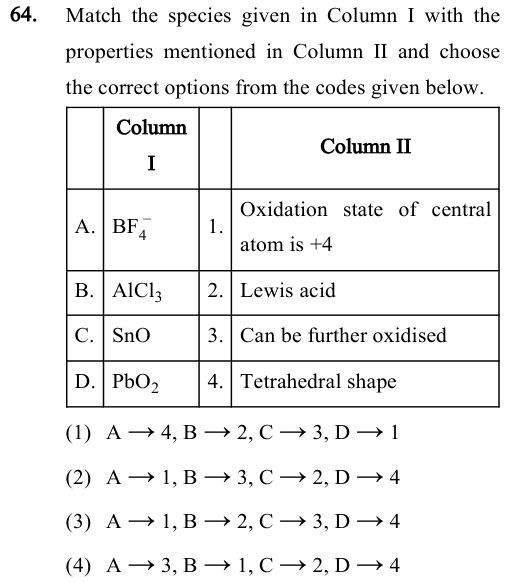 64. Match the species given in Column I with the
properties mentioned in Column II and choose
the correct options from the codes given below.
Column I Column II
A. BF₄⁻ 1. Oxidation state of central
atom is +4
B. AlCl₃ 2. Lewis acid
C. SnO 3. Can be further oxidised
D. PbO₂ 4. Tetrahedral shape
(1) A → 4, B → 2, C → 3, D → 1
(2) A → 1, B → 3, C → 2, D → 4
(3) A → 1, B → 2, C → 3, D → 4
(4) A → 3, B → 1, C → 2, D → 4